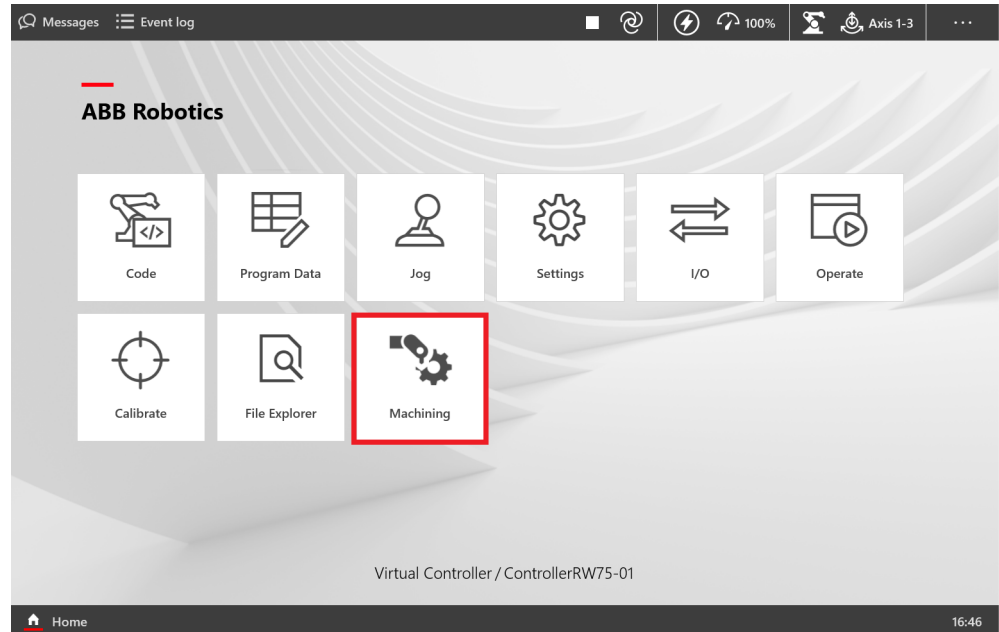 Messages Event log 100% Axis 1-3 ...
ABB Robotics
</> 
Code Program Data Jog Settings I/O Operate
Calibrate File Explorer Machining
Virtual Controller / ControllerRW75-01
Home 16:46